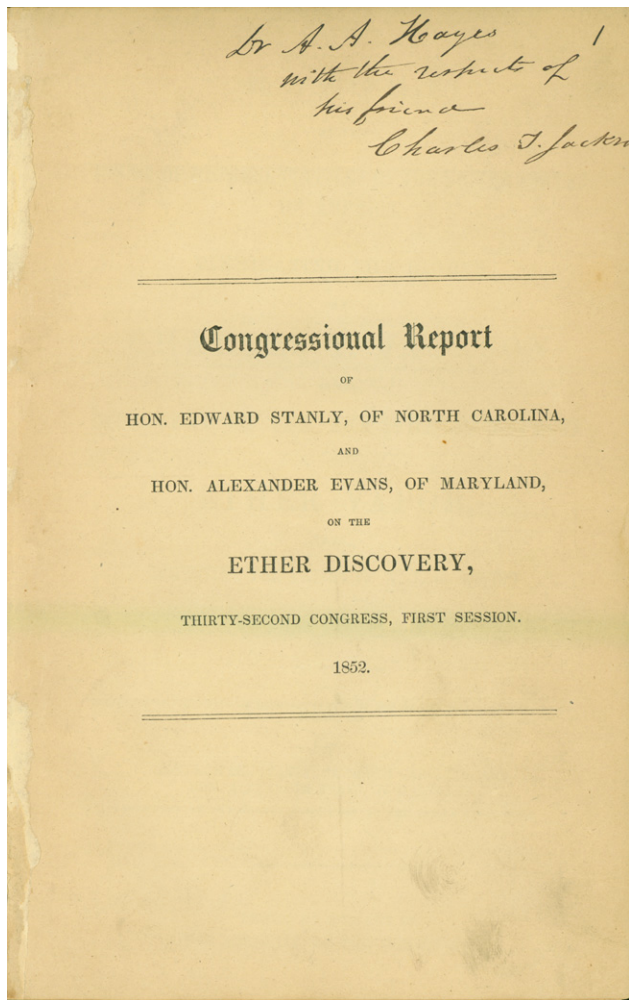 Dr A. A. Hayes
1
with the respects of
his friend
Charles T. Jackso
Congressional Report
OF
HON. EDWARD STANLY, OF NORTH CAROLINA,
AND
HON. ALEXANDER EVANS, OF MARYLAND,
ON THE
ETHER DISCOVERY,
THIRTY-SECOND CONGRESS, FIRST SESSION.
1852.